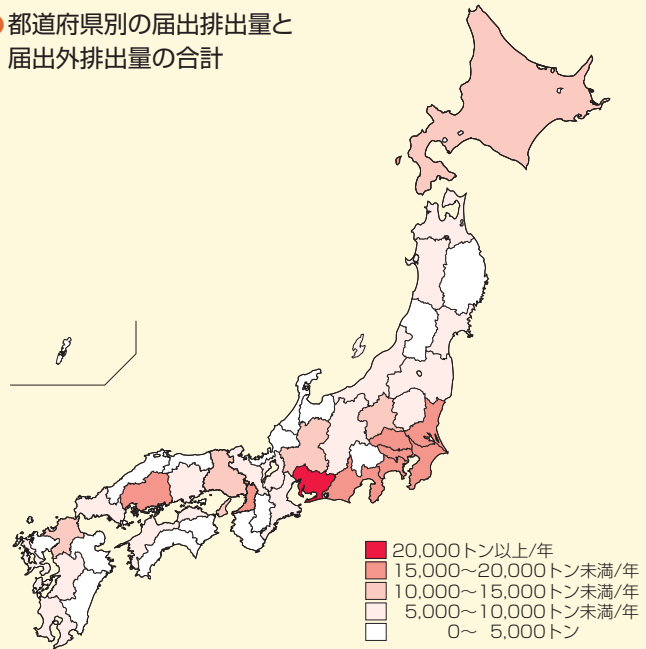 都道府県別の届出排出量と
届出外排出量の合計
20,000トン以上/年
15,000〜20,000トン未満/年
10,000〜15,000トン未満/年
5,000〜10,000トン未満/年
0〜 5,000トン